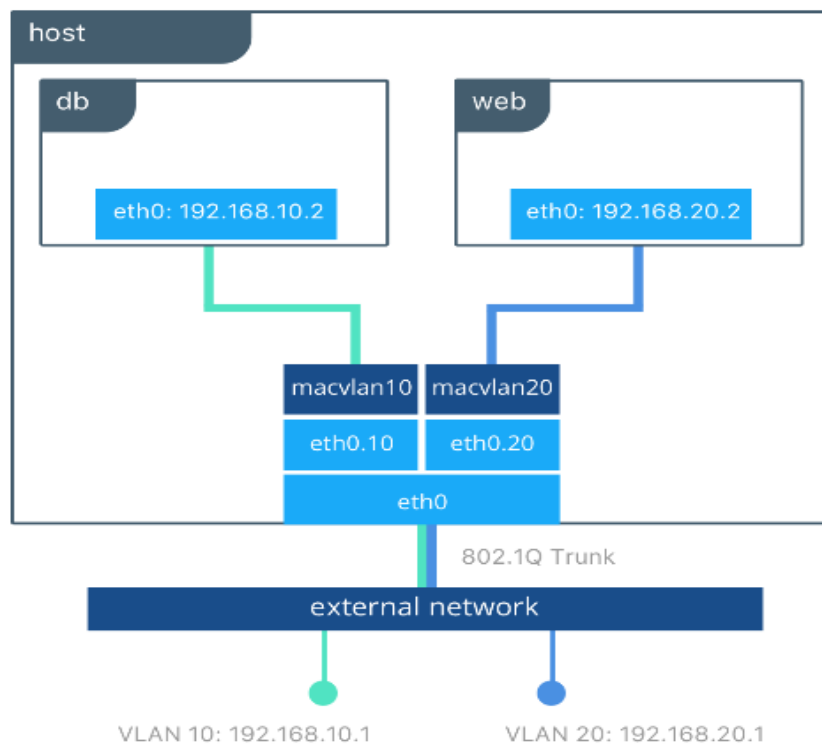 host
db
web
eth0: 192.168.10.2
eth0: 192.168.20.2
macvlan10
macvlan20
eth0.10
eth0.20
eth0
802.1Q Trunk
external network
VLAN 10: 192.168.10.1
VLAN 20: 192.168.20.1